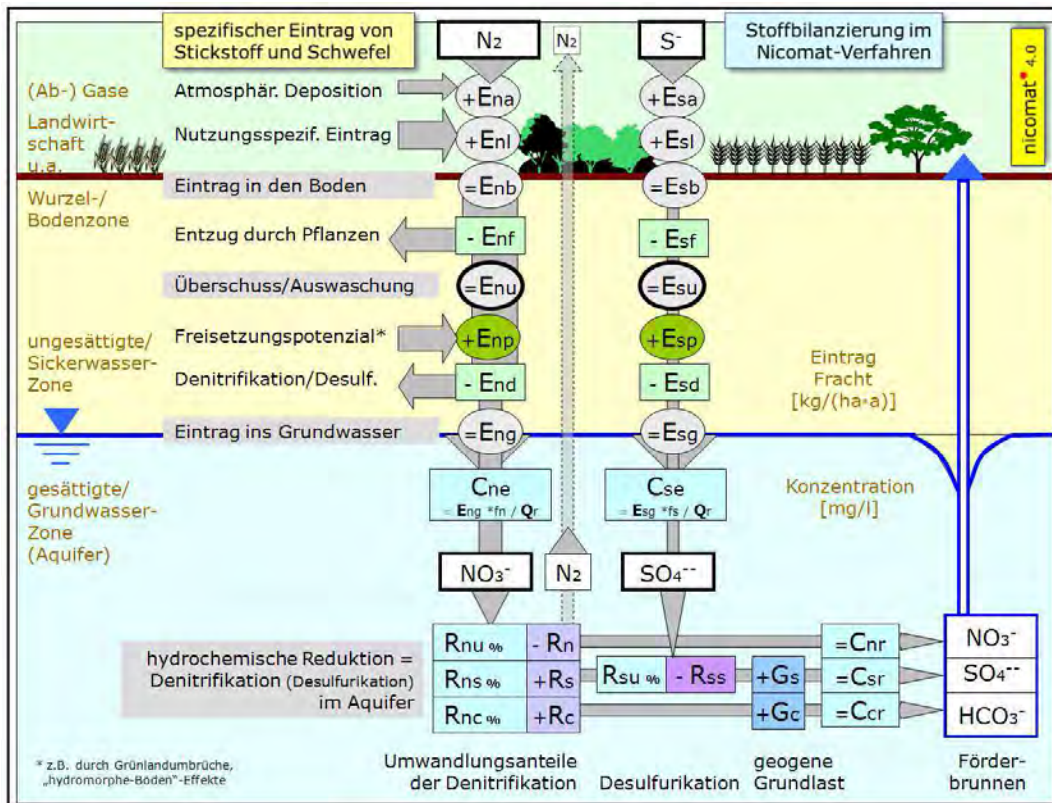 spezifischer Eintrag von
Stickstoff und Schwefel
N2
N2
S-
Stoffbilanzierung im
Nicomat-Verfahren
nicomat® 4.0
(Ab-) Gase
Atmosphär. Deposition
+Ena
+Esa
Landwirt-
schaft
u.a.
Nutzungsspezif. Eintrag
+Enl
+Esl
Eintrag in den Boden
=Enb
=Esb
Wurzel-/
Bodenzone
Entzug durch Pflanzen
- Enf
- Esf
Überschuss/Auswaschung
=Enu
=Esu
ungesättigte/
Sickerwasser-
Zone
Freisetzungspotenzial*
+Enp
+Esp
Denitrifikation/Desulf.
- End
- Esd
Eintrag
Fracht
[kg/(ha*a)]
Eintrag ins Grundwasser
=Eng
=Esg
gesättigte/
Grundwasser-
Zone
(Aquifer)
Cne
= Eng *fn / Qr
Cse
= Esg *fs / Qr
Konzentration
[mg/l]
NO3-
N2
SO4--
hydrochemische Reduktion =
Denitrifikation (Desulfurikation)
im Aquifer
Rnu %
- Rn
=Cnr
NO3-
Rns %
+Rs
Rsu %
- Rss
+Gs
=Csr
SO4--
Rnc%
+Rc
+Gc
=Ccr
HCO3-
* z.B. durch Grünlandumbrüche,
„hydromorphe-Böden"-Effekte
Umwandlungsanteile
der Denitrifikation
Desulfurikation
geogene
Grundlast
Förder-
brunnen